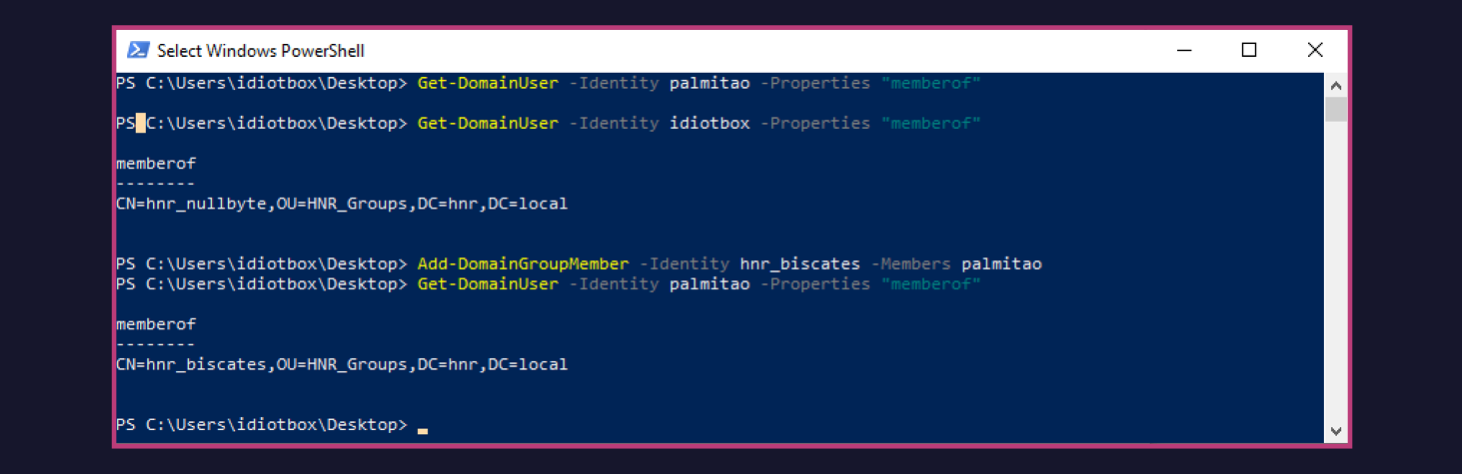 Select Windows PowerShell
PS C:\Users\idiotbox\Desktop> Get-DomainUser -Identity palmitao -Properties "memberof"
PS C:\Users\idiotbox\Desktop> Get-DomainUser -Identity idiotbox -Properties "memberof"
memberof
--------
CN=hnr_nullbyte,OU=HNR_Groups,DC=hnr,DC=local
PS C:\Users\idiotbox\Desktop> Add-DomainGroupMember -Identity hnr_biscates -Members palmitao
PS C:\Users\idiotbox\Desktop> Get-DomainUser -Identity palmitao -Properties "memberof"
memberof
--------
CN=hnr_biscates,OU=HNR_Groups,DC=hnr,DC=local
PS C:\Users\idiotbox\Desktop>